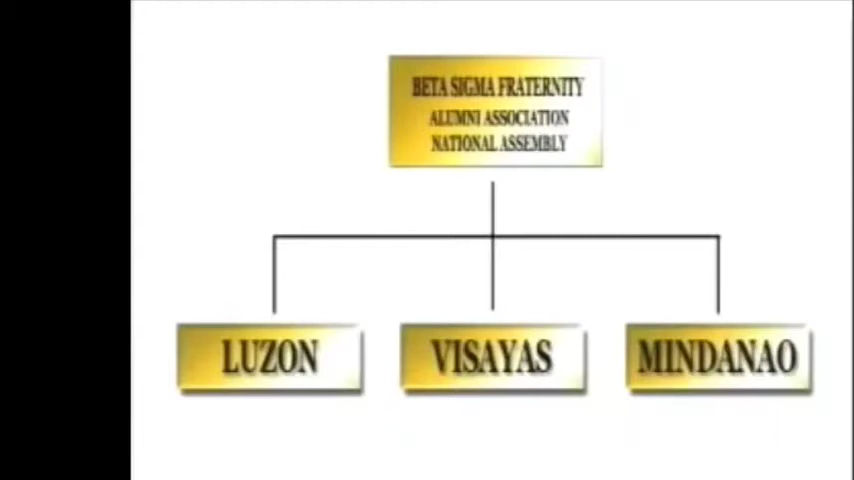 BETA SIGMA FRATERNITY
ALUMNI ASSOCIATION
NATIONAL ASSEMBLY
LUZON
VISAYAS
MINDANAO